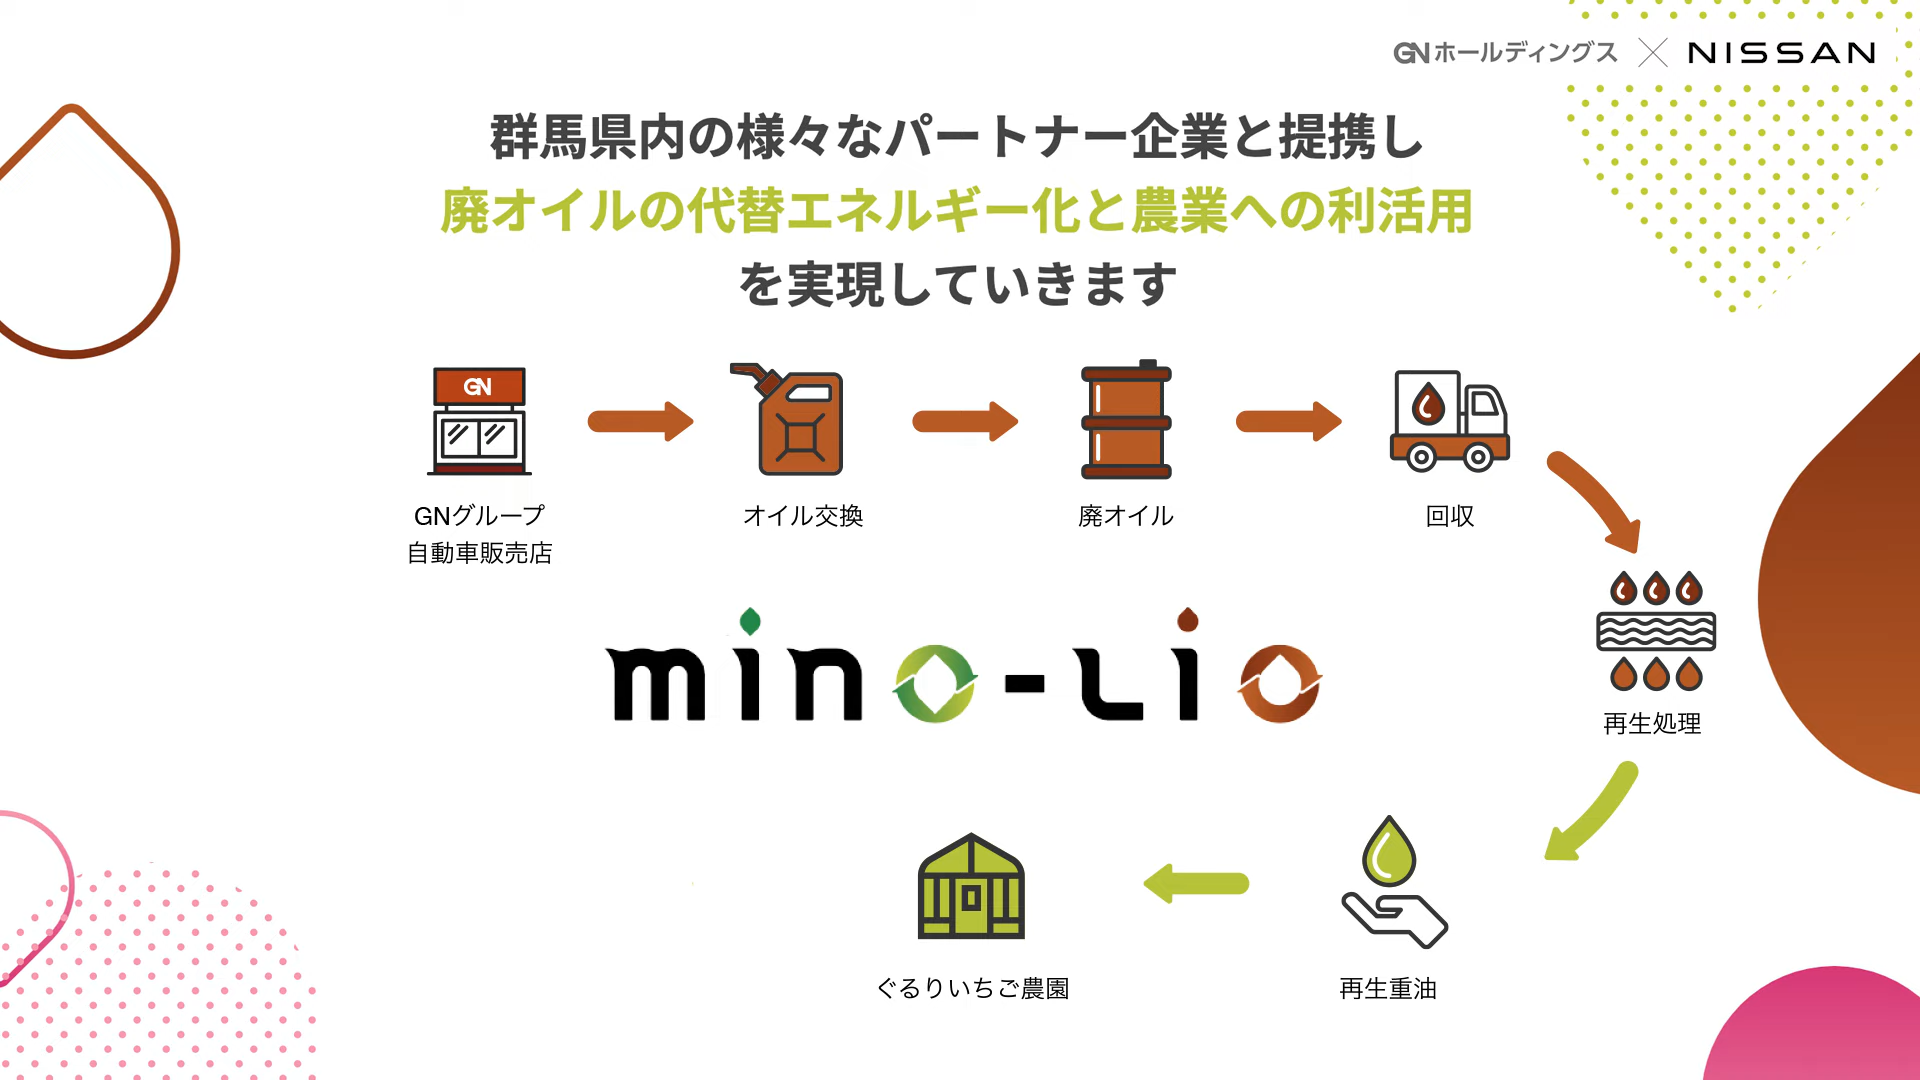 GNホールディングス × NISSAN
群馬県内の様々なパートナー企業と提携し
廃オイルの代替エネルギー化と農業への利活用
を実現していきます
GN
GNグループ
自動車販売店
オイル交換
廃オイル
回収
mino-Lio
再生処理
ぐるりいちご農園
再生重油